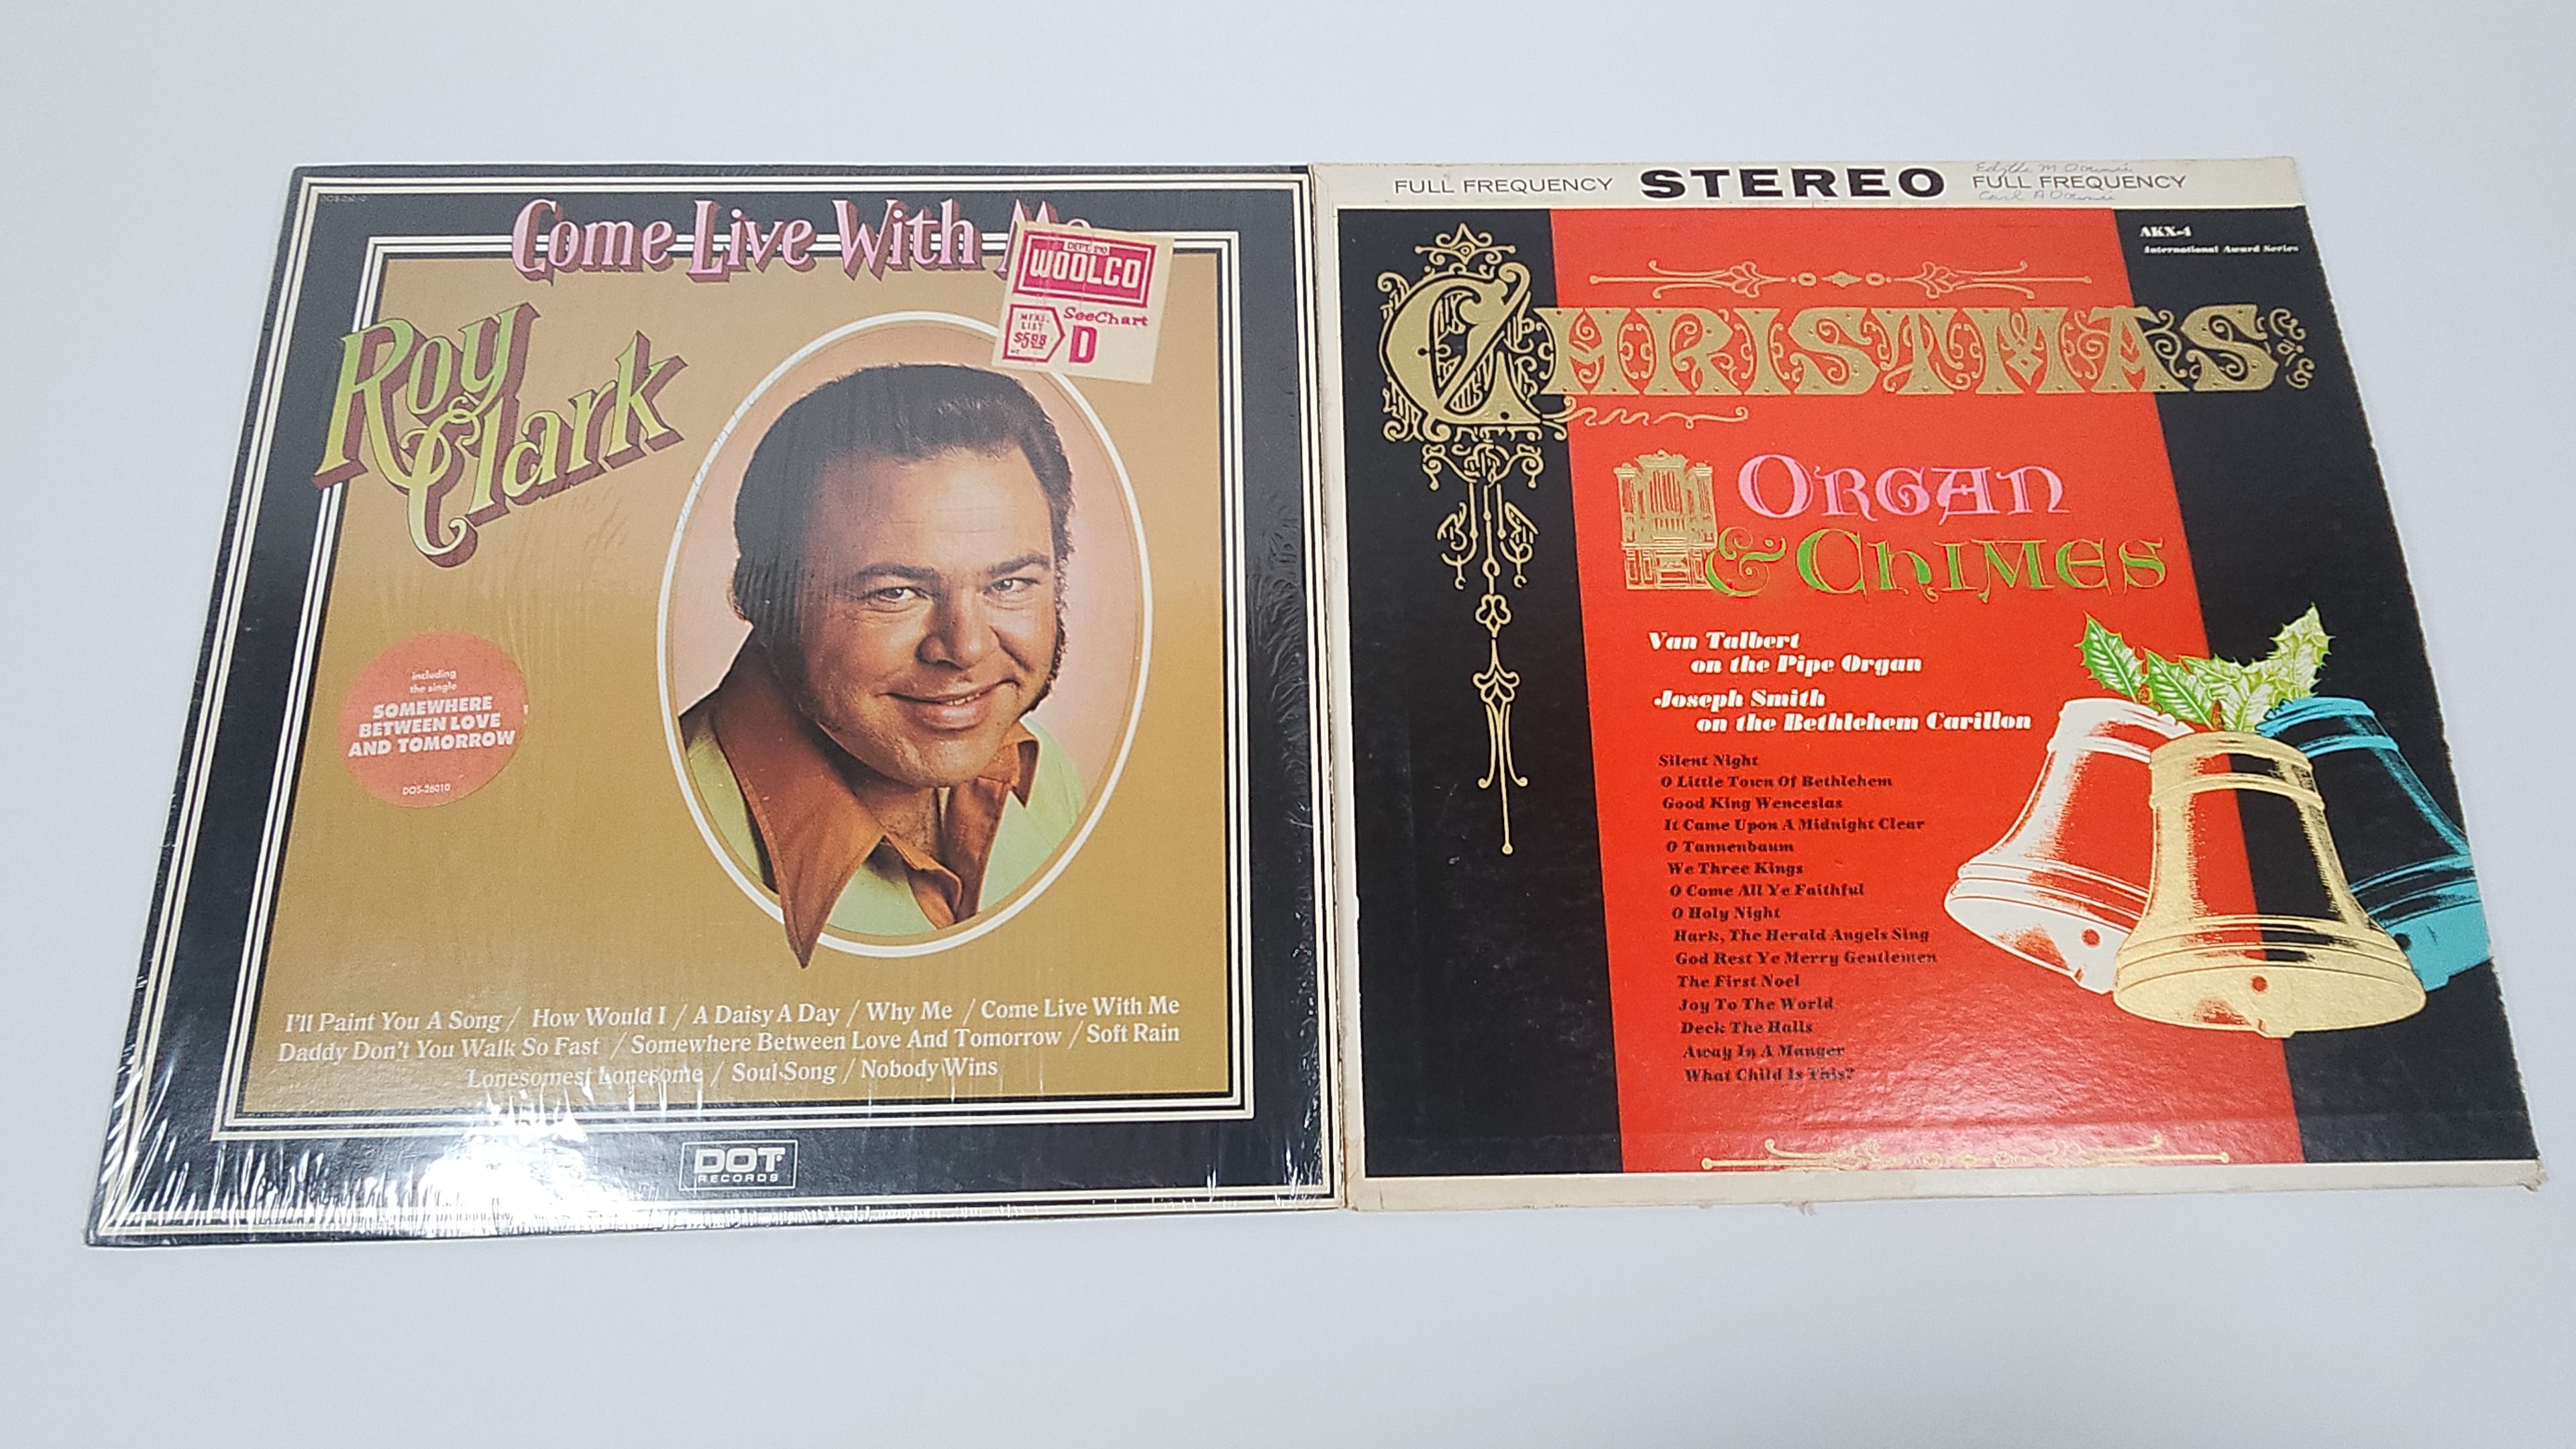 DOS-26010
Come Live With Me
DEPT. 170
WOOLCO
MFRS.
LIST
$5.98
See Chart
D
Roy
Clark
including
the single
SOMEWHERE
BETWEEN LOVE
AND TOMORROW
DOS-26010
I'll Paint You A Song / How Would I / A Daisy A Day / Why Me / Come Live With Me
Daddy Don't You Walk So Fast / Somewhere Between Love And Tomorrow / Soft Rain
Lonesomest Lonesome / Soul Song / Nobody Wins
DOT
RECORDS
FULL FREQUENCY STEREO FULL FREQUENCY
AKX-4
International Award Series
CHRISTMAS
ORGAN
& CHIMES
Van Talbert
on the Pipe Organ
Joseph Smith
on the Bethlehem Carillon
Silent Night
O Little Town Of Bethlehem
Good King Wenceslas
It Came Upon A Midnight Clear
O Tannenbaum
We Three Kings
O Come All Ye Faithful
O Holy Night
Hark, The Herald Angels Sing
God Rest Ye Merry Gentlemen
The First Noel
Joy To The World
Deck The Halls
Away In A Manger
What Child Is This?